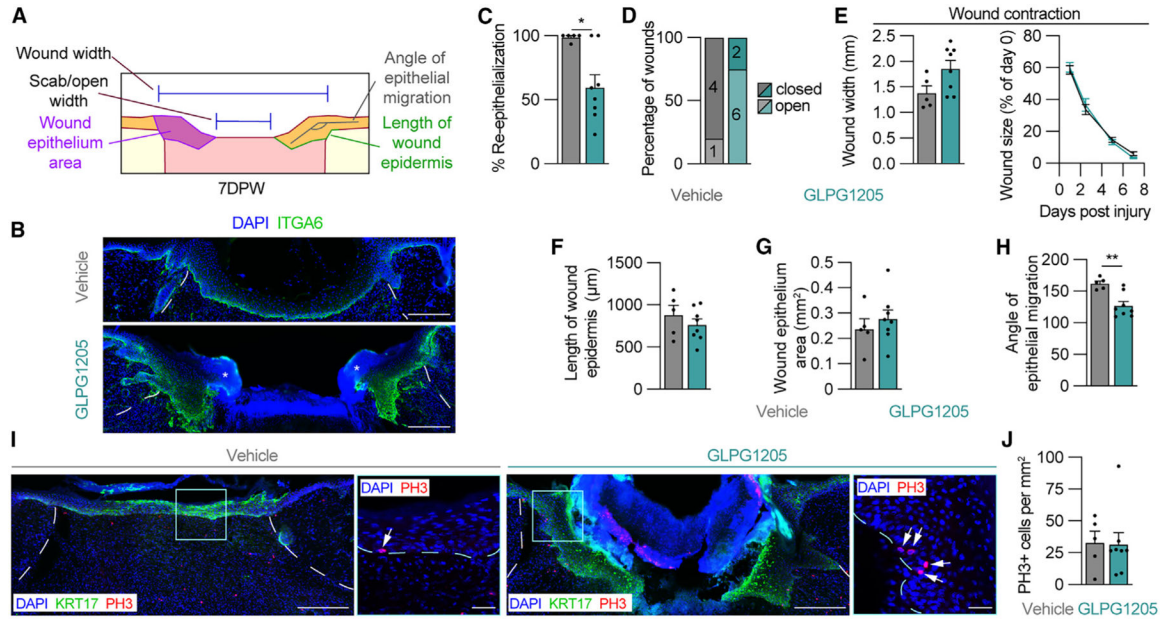 A
Wound width
Scab/open
width
Wound
epithelium
area
Angle of
epithelial
migration
Length of
wound
epidermis
7DPW
B
DAPI ITGA6
Vehicle
GLPG1205
*
*
C
% Re-epithelialization
100
50
0
*
D
Percentage of wounds
100
50
0
4
1
2
6
closed
open
Vehicle
GLPG1205
E
Wound contraction
Wound width (mm)
2.5
2.0
1.5
1.0
0.5
0.0
Wound size (% of day 0)
80
60
40
20
0
0 2 4 6 8
Days post injury
F
Length of wound
epidermis (µm)
1500
1000
500
0
G
Wound epithelium
area (mm²)
0.5
0.4
0.3
0.2
0.1
0.0
Vehicle
GLPG1205
H
Angle of
epithelial migration
200
150
100
50
0
**
I
Vehicle
DAPI KRT17 PH3
DAPI PH3
GLPG1205
DAPI KRT17 PH3
DAPI PH3
J
PH3+ cells per mm²
100
75
50
25
0
Vehicle GLPG1205